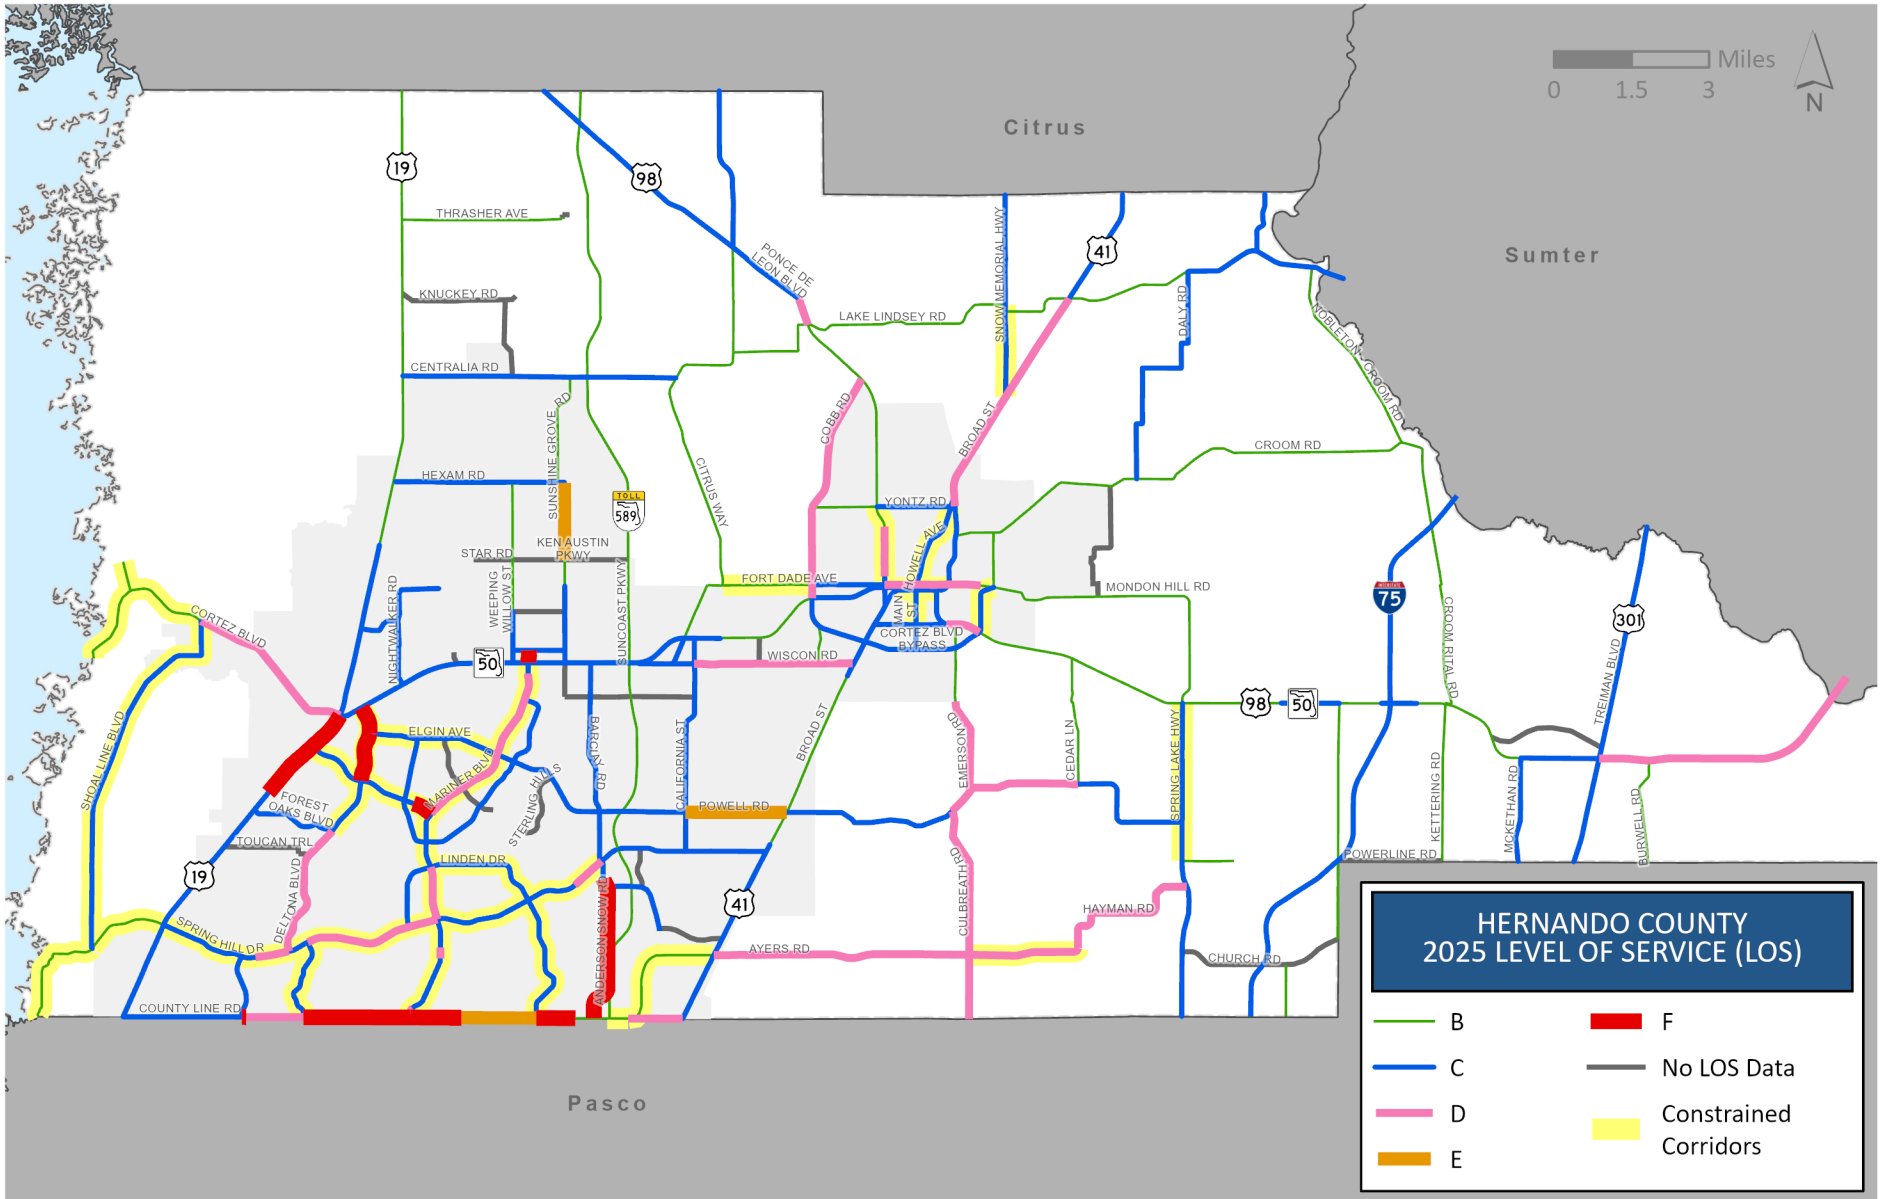 Citrus
Miles
0 1.5 3
N
Sumter
19
98
THRASHER AVE
41
SNOW MEMORIAL HWY
PONCE DE
LEON BLVD
KNUCKEY RD
LAKE LINDSEY RD
DALY RD
NOBLETON
CROOM RD
CENTRALIA RD
SUNSHINE GROVE RD
COBB RD
BROAD ST
CROOM RD
HEXAM RD
CITRUS WAY
TOLL
589
YONTZ RD
KEN AUSTIN
PKWY
STAR RD
HOWELL AVE
FORT DADE AVE
MONDON HILL RD
INTERSTATE
75
301
CORTEZ BLVD
NIGHTWALKER RD
WEEPING
WILLOW ST
SUNCOAST PKWY
MAIN
ST
CORTEZ BLVD
BYPASS
CROOM RITAL RD
50
WISCON RD
TREIMAN BLVD
98
50
SHOAL LINE BLVD
ELGIN AVE
MARINER BLVD
BARCLAY RD
CALIFORNIA ST
BROAD ST
EMERSON RD
CEDAR LN
SPRING LAKE HWY
KETTERING RD
MCKETHAN RD
BURWELL RD
FOREST
OAKS BLVD
STERLING HILLS
POWELL RD
TOUCAN TRL
LINDEN DR
POWERLINE RD
19
DELTONA BLVD
ANDERSON SNOW RD
41
CULBREATH RD
HAYMAN RD
SPRING HILL DR
AYERS RD
CHURCH RD
COUNTY LINE RD
Pasco
HERNANDO COUNTY
2025 LEVEL OF SERVICE (LOS)
B
F
C
No LOS Data
D
Constrained
Corridors
E